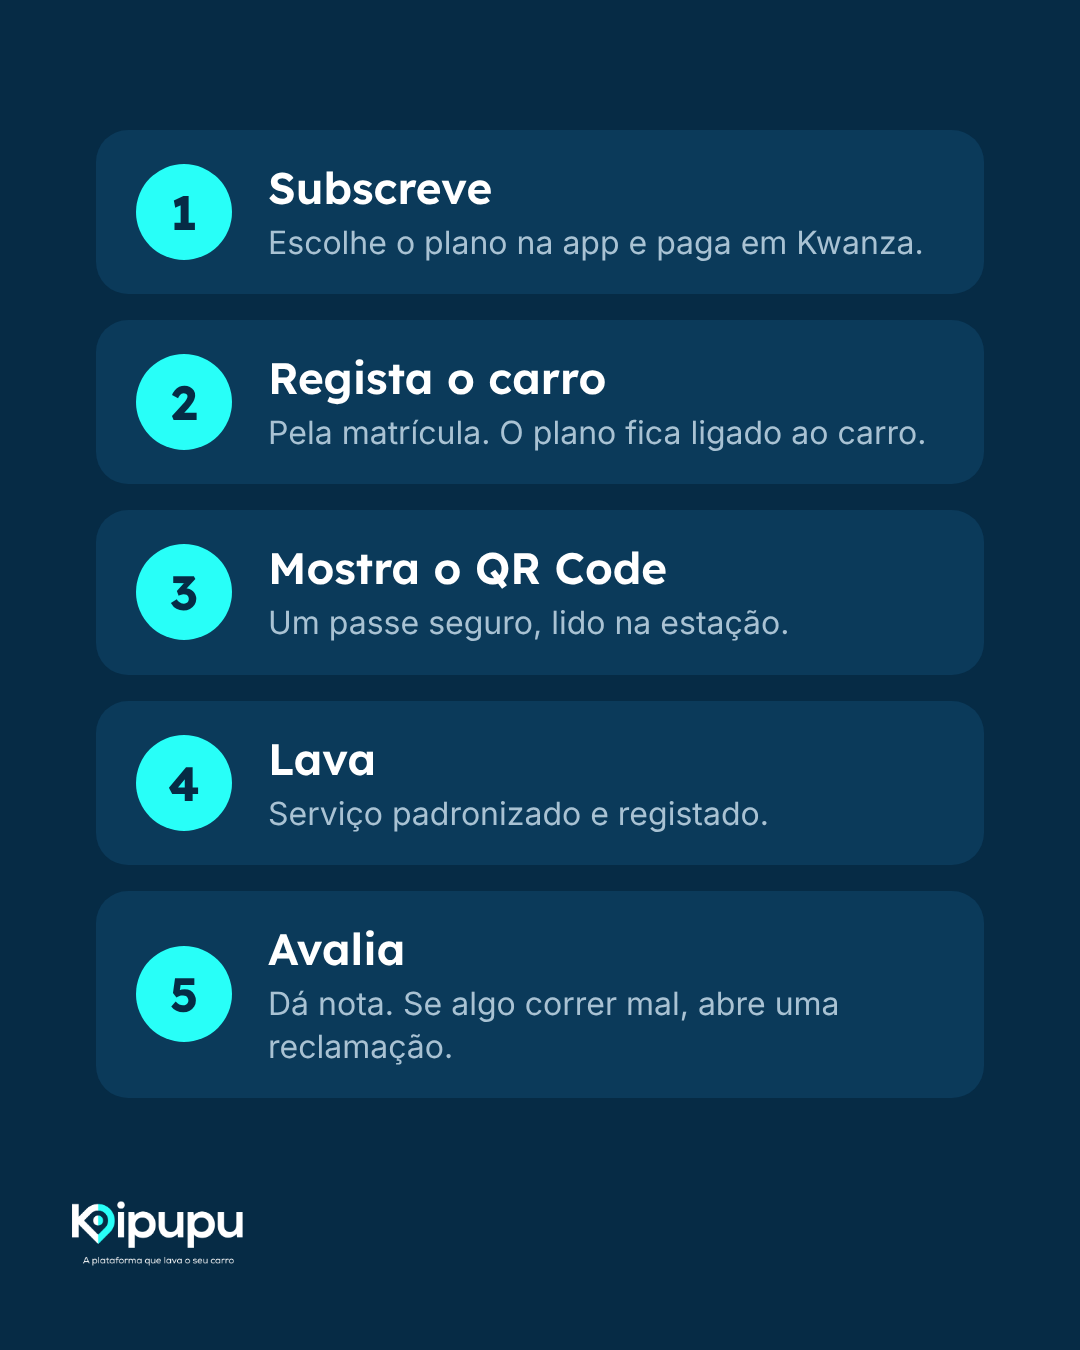 1
Subscreve
Escolhe o plano na app e paga em Kwanza.
2
Regista o carro
Pela matrícula. O plano fica ligado ao carro.
3
Mostra o QR Code
Um passe seguro, lido na estação.
4
Lava
Serviço padronizado e registado.
5
Avalia
Dá nota. Se algo correr mal, abre uma
reclamação.
Koipupu
A plataforma que lava o seu carro